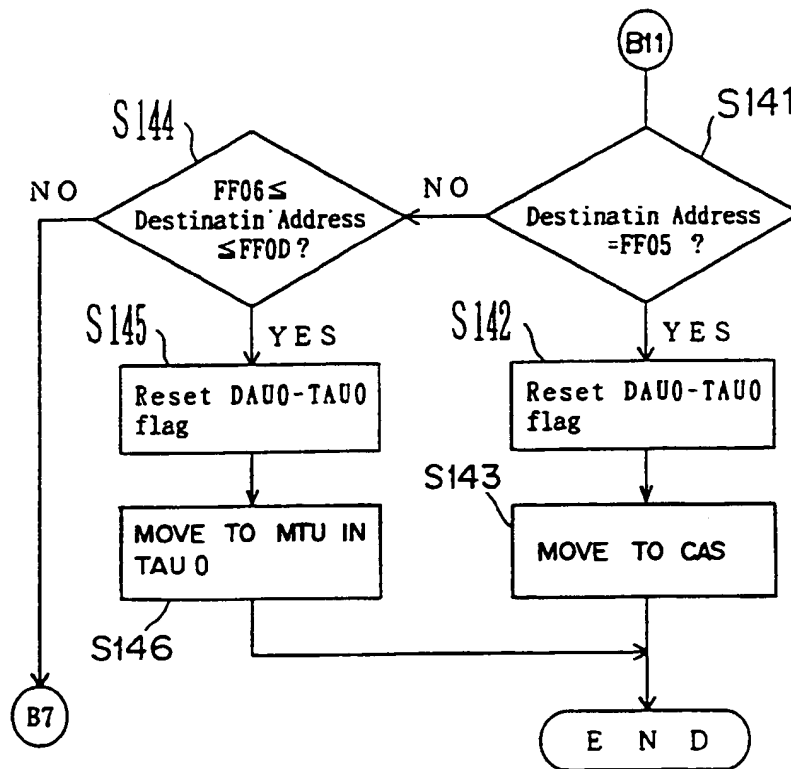 B11
S141
Destinatin Address
=FF05 ?
NO
YES
S142
Reset DAU0-TAU0
flag
S143
MOVE TO CAS
S144
FF06≤
Destinatin Address
≤FF0D?
NO
YES
S145
Reset DAU0-TAU0
flag
MOVE TO MTU IN
TAU 0
S146
B7
END